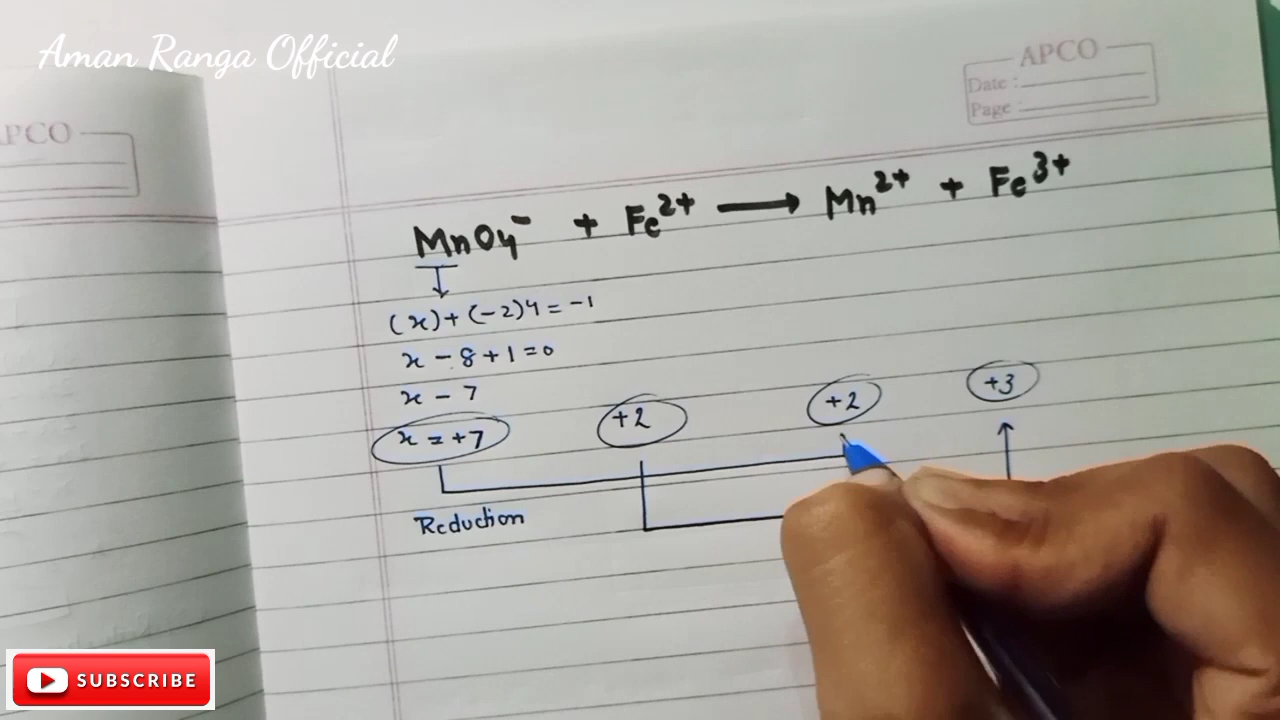 Aman Ranga Official
APCO
Date :
Page :
APCO
MnO₄⁻ + Fe²⁺ ⟶ Mn²⁺ + Fe³⁺
(x) + (-2)4 = -1
x - 8 + 1 = 0
x - 7
x = +7 +2 +2 +3
Reduction
SUBSCRIBE